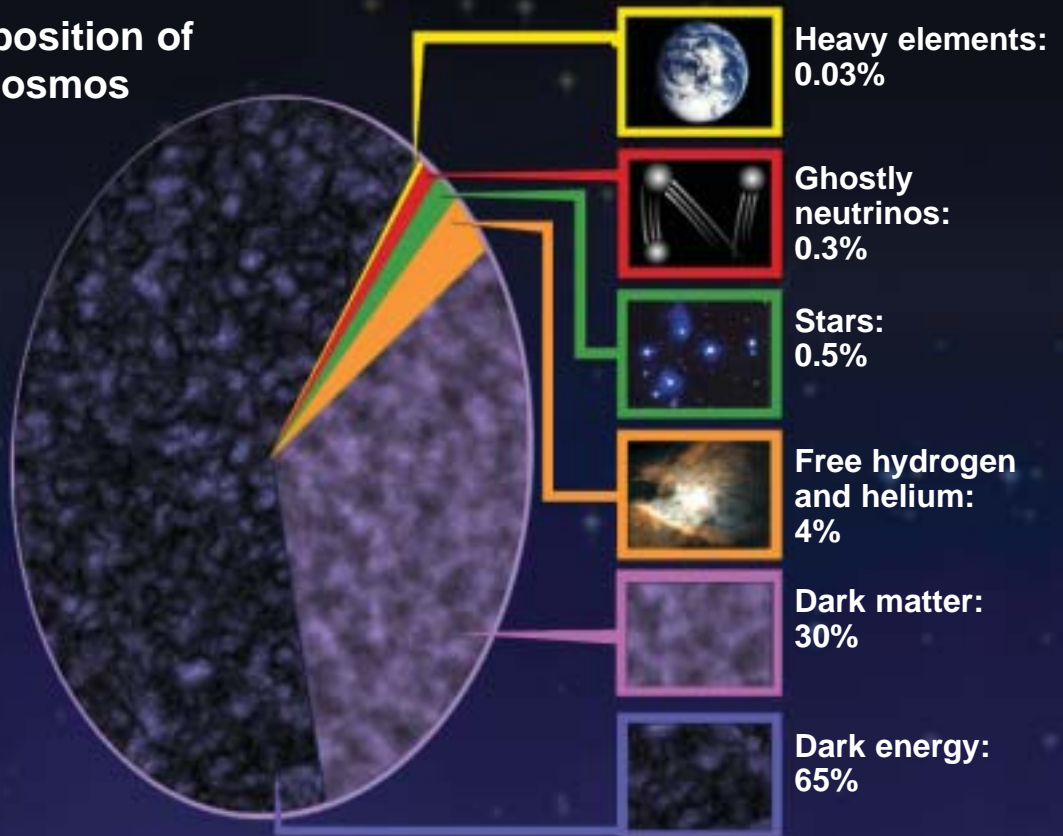 position of
osmos
Heavy elements:
0.03%
Ghostly
neutrinos:
0.3%
Stars:
0.5%
Free hydrogen
and helium:
4%
Dark matter:
30%
Dark energy:
65%